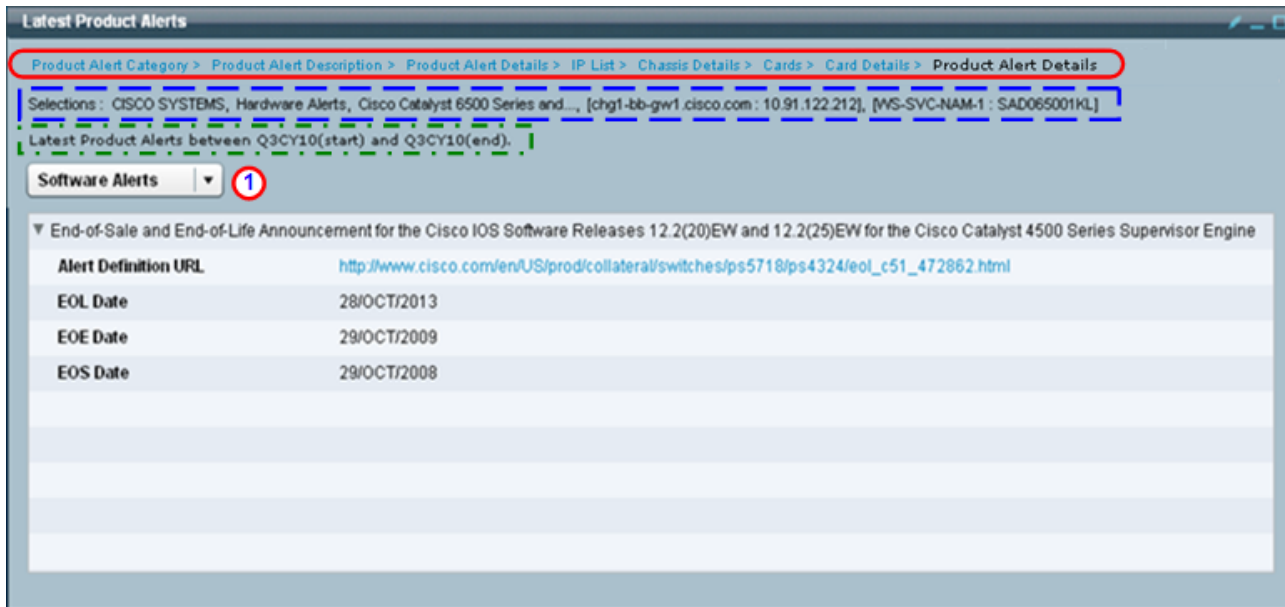 Latest Product Alerts
Product Alert Category > Product Alert Description > Product Alert Details > IP List > Chassis Details > Cards > Card Details > Product Alert Details
Selections : CISCO SYSTEMS, Hardware Alerts, Cisco Catalyst 6500 Series and..., [chg1-bb-gw1.cisco.com : 10.91.122.212], [WS-SVC-NAM-1 : SAD065001KL]
Latest Product Alerts between Q3CY10(start) and Q3CY10(end).
Software Alerts 1
End-of-Sale and End-of-Life Announcement for the Cisco IOS Software Releases 12.2(20)EW and 12.2(25)EW for the Cisco Catalyst 4500 Series Supervisor Engine
Alert Definition URL http://www.cisco.com/en/US/prod/collateral/switches/ps5718/ps4324/eol_c51_472862.html
EOL Date 28/OCT/2013
EOE Date 29/OCT/2009
EOS Date 29/OCT/2008